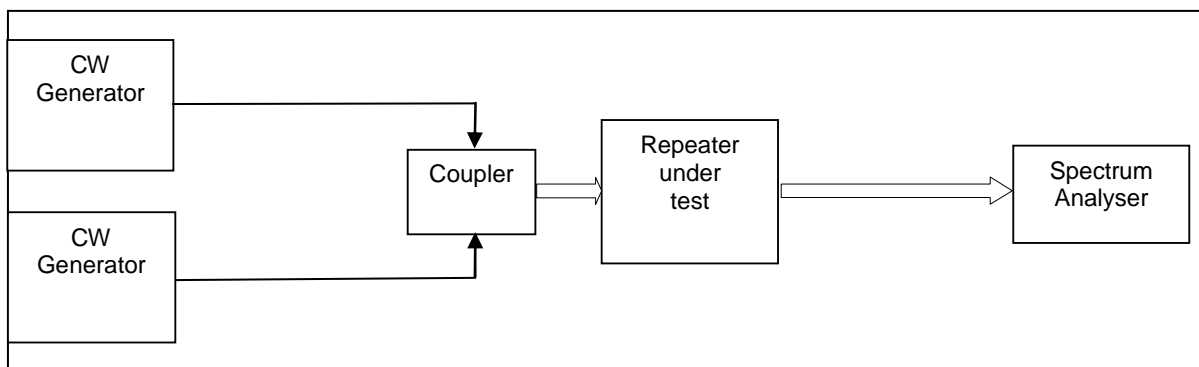 CW
Generator
Coupler
Repeater
under
test
Spectrum
Analyser
CW
Generator